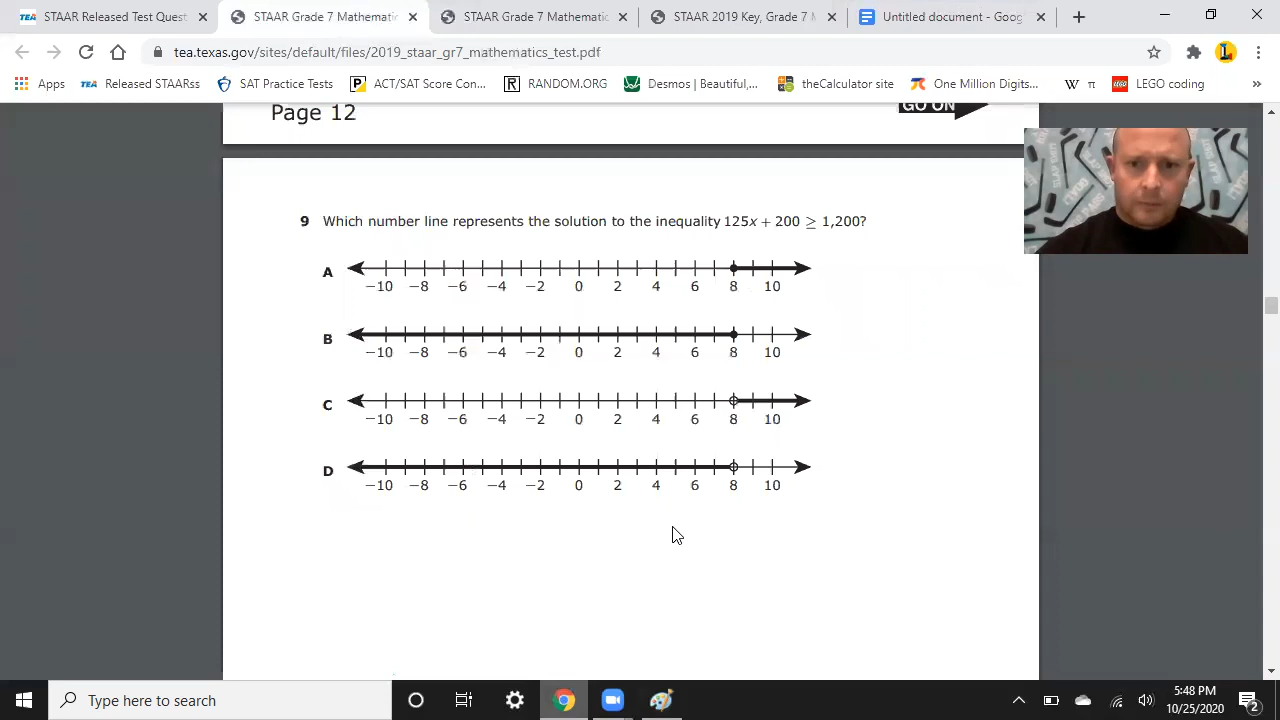 STAAR Released Test Quest
STAAR Grade 7 Mathematic
STAAR Grade 7 Mathematic
STAAR 2019 Key, Grade 7 M
Untitled document - Goog
tea.texas.gov/sites/default/files/2019_staar_gr7_mathematics_test.pdf
Apps
TEA Released STAARss
SAT Practice Tests
P ACT/SAT Score Con...
R RANDOM.ORG
Desmos | Beautiful,...
theCalculator site
One Million Digits...
W π
LEGO coding
»
Page 12
GO ON
9 Which number line represents the solution to the inequality 125x + 200 ≥ 1,200?
A
−10 −8 −6 −4 −2 0 2 4 6 8 10
B
−10 −8 −6 −4 −2 0 2 4 6 8 10
C
−10 −8 −6 −4 −2 0 2 4 6 8 10
D
−10 −8 −6 −4 −2 0 2 4 6 8 10
Type here to search
5:48 PM
10/25/2020
2